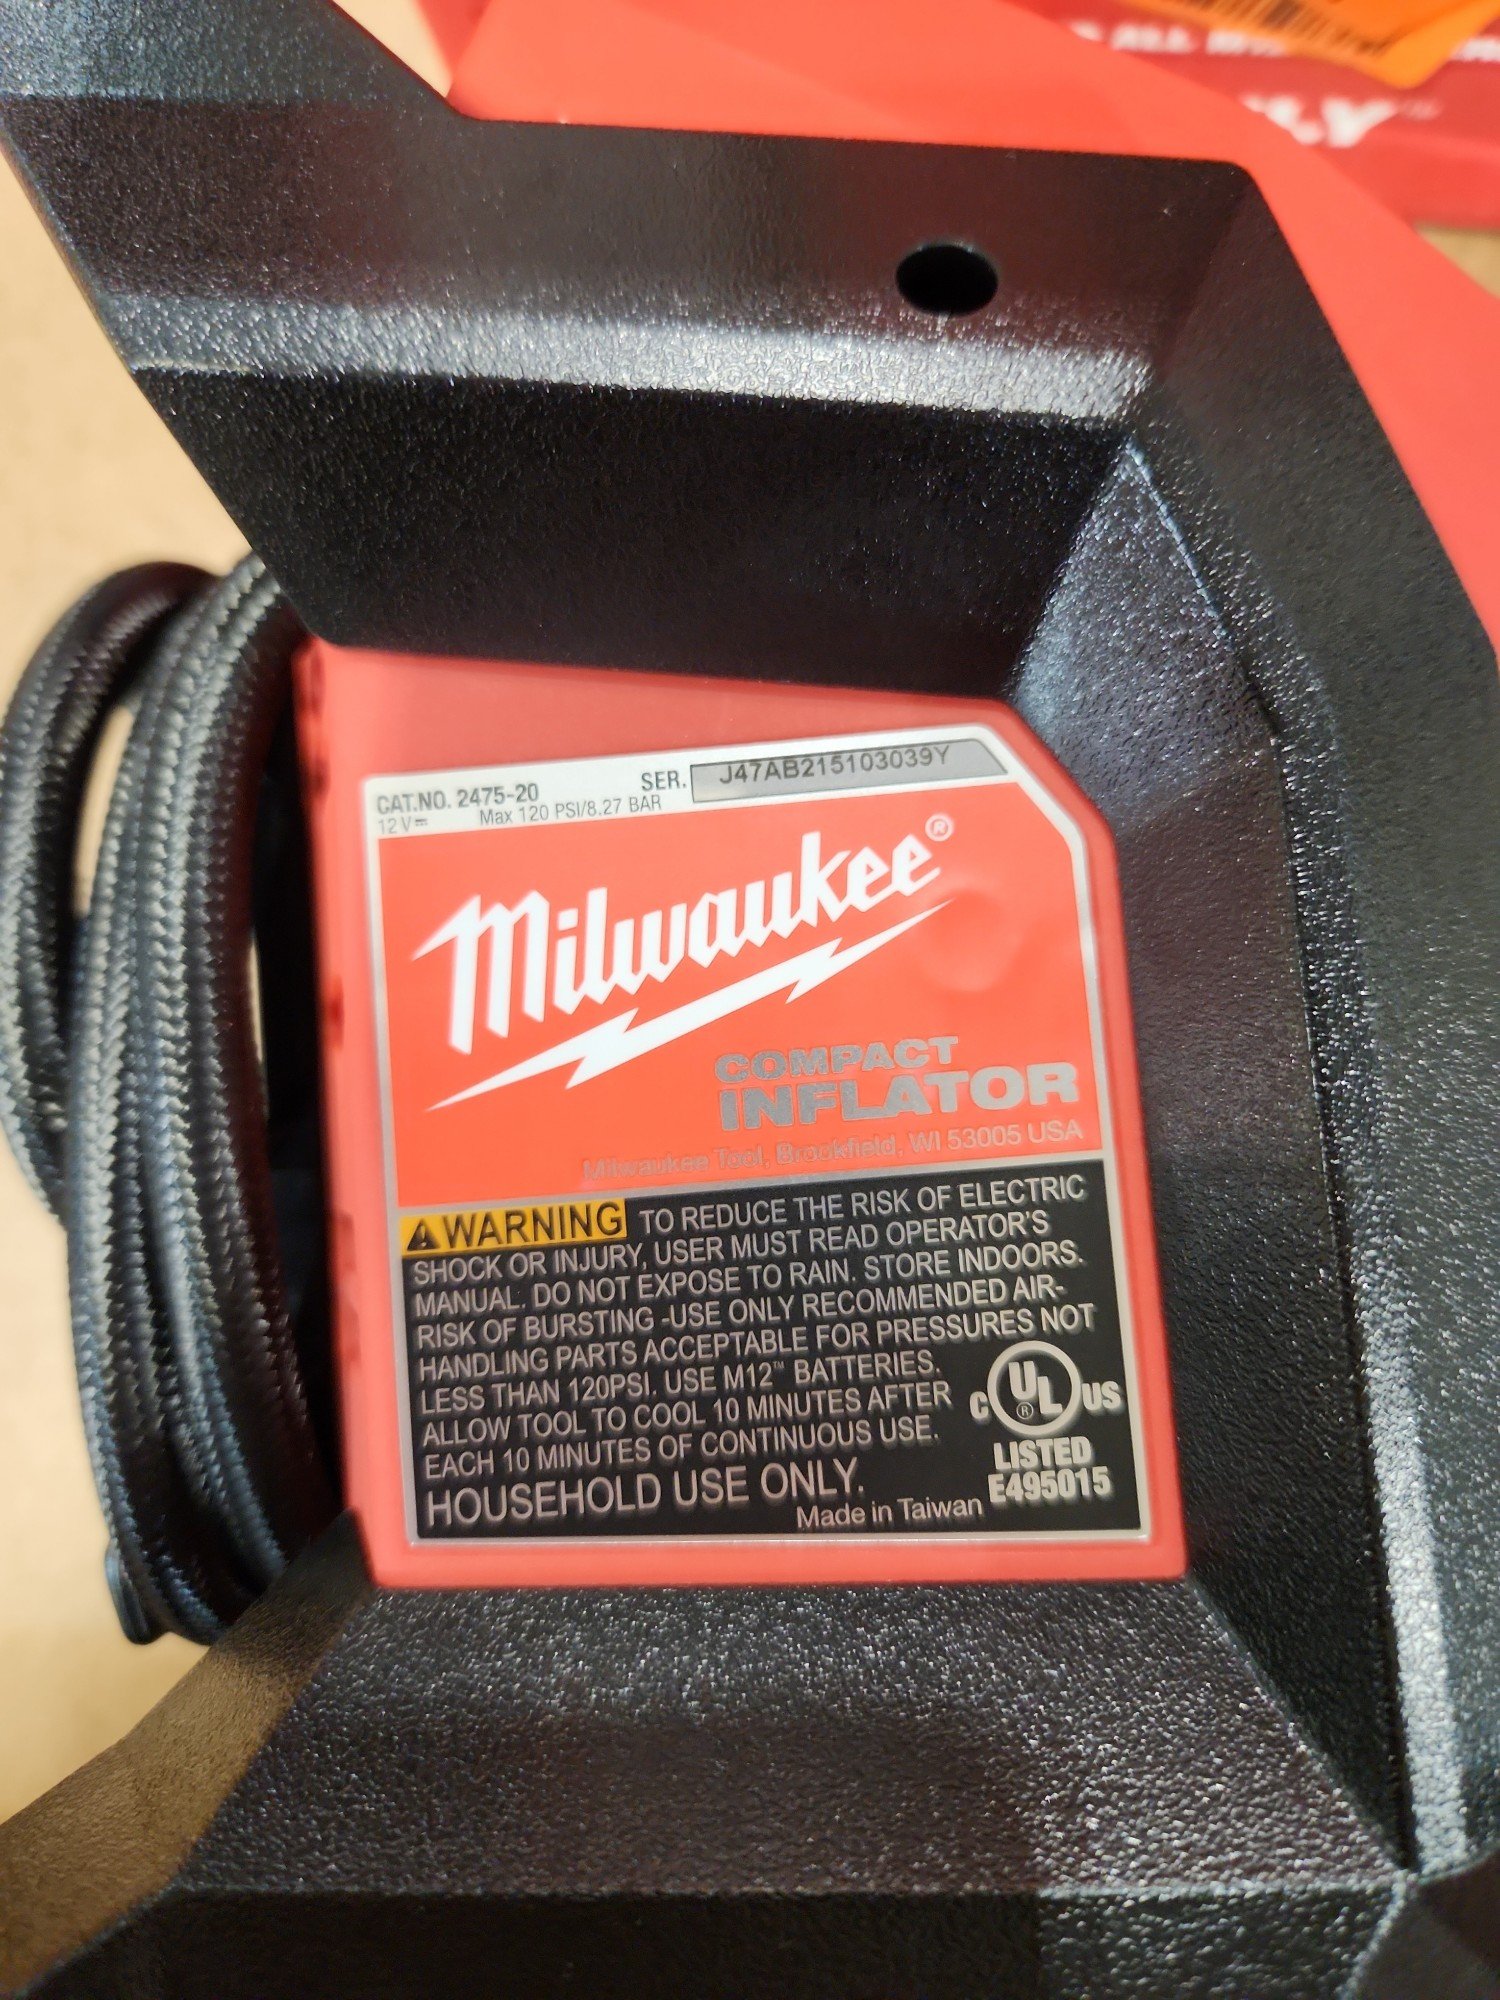 CAT.NO. 2475-20 SER. J47AB215103039Y
12 V⎓ Max 120 PSI/8.27 BAR
Milwaukee®
COMPACT
INFLATOR
Milwaukee Tool, Brookfield, WI 53005 USA
WARNING TO REDUCE THE RISK OF ELECTRIC
SHOCK OR INJURY, USER MUST READ OPERATOR'S
MANUAL. DO NOT EXPOSE TO RAIN. STORE INDOORS.
RISK OF BURSTING -USE ONLY RECOMMENDED AIR-
HANDLING PARTS ACCEPTABLE FOR PRESSURES NOT
LESS THAN 120PSI. USE M12™ BATTERIES.
ALLOW TOOL TO COOL 10 MINUTES AFTER
EACH 10 MINUTES OF CONTINUOUS USE.
HOUSEHOLD USE ONLY.
Made in Taiwan
C UL® US
LISTED
E495015
ALL